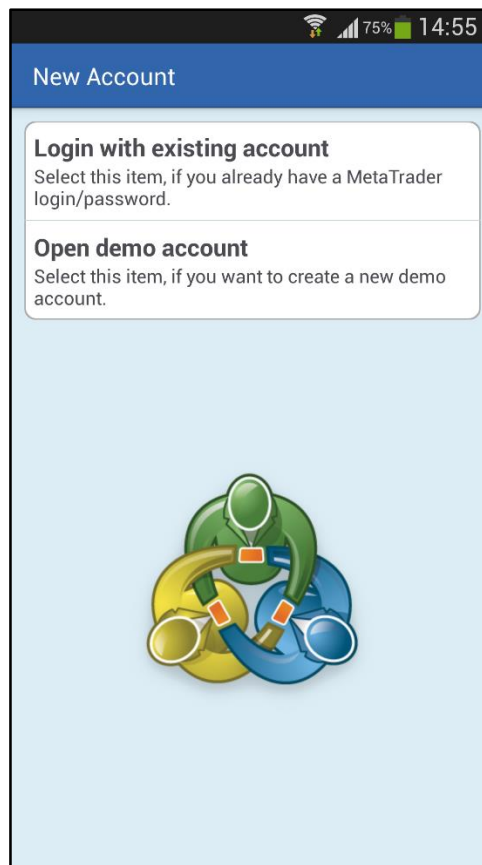 75% 14:55
New Account
Login with existing account
Select this item, if you already have a MetaTrader
login/password.
Open demo account
Select this item, if you want to create a new demo
account.